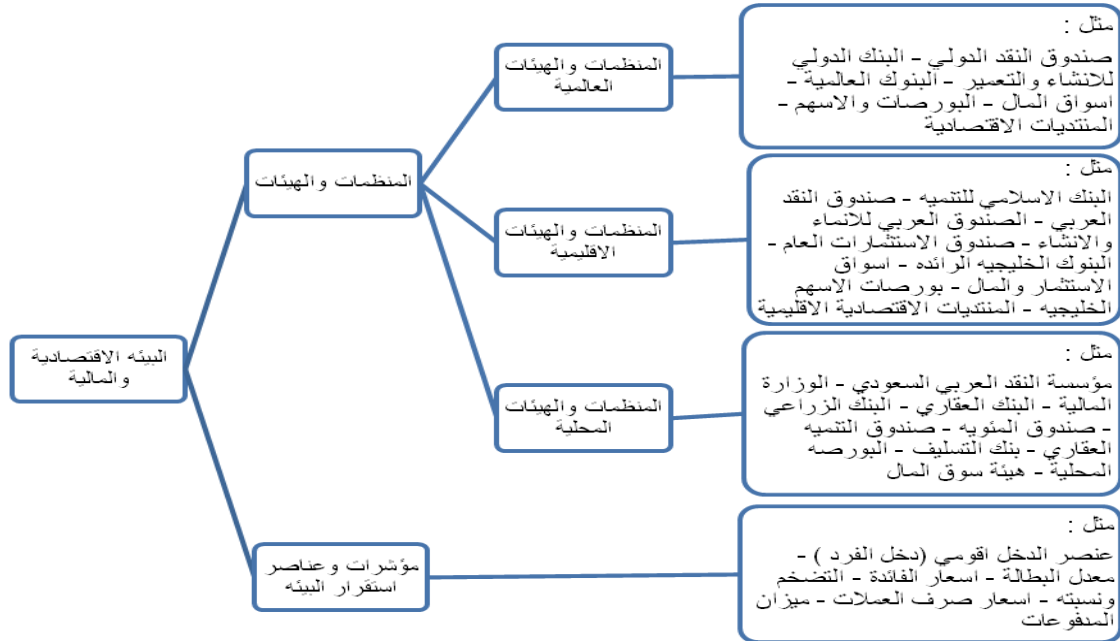 البيئه الاقتصادية
والمالية
المنظمات والهيئات
المنظمات والهيئات
العالمية
مثل :
صندوق النقد الدولي - البنك الدولي
للانشاء والتعمير - البنوك العالمية -
اسواق المال - البورصات والاسهم -
المنتديات الاقتصادية
المنظمات والهيئات
الاقليمية
مثل :
البنك الاسلامي للتنميه - صندوق النقد
العربي - الصندوق العربي للانماء
والانشاء - صندوق الاستثمارات العام -
البنوك الخليجيه الرائده - اسواق
الاستثمار والمال - بورصات الاسهم
الخليجيه - المنتديات الاقتصادية الاقليمية
المنظمات والهيئات
المحلية
مثل :
مؤسسة النقد العربي السعودي - الوزارة
المالية - البنك العقاري - البنك الزراعي
- صندوق المئويه - صندوق التنميه
العقاري - بنك التسليف - البورصه
المحلية - هيئة سوق المال
مؤشرات وعناصر
استقرار البيئه
مثل :
عنصر الدخل اقومي (دخل الفرد ) -
معدل البطالة - اسعار الفائدة - التضخم
ونسبته - اسعار صرف العملات - ميزان
المدفوعات